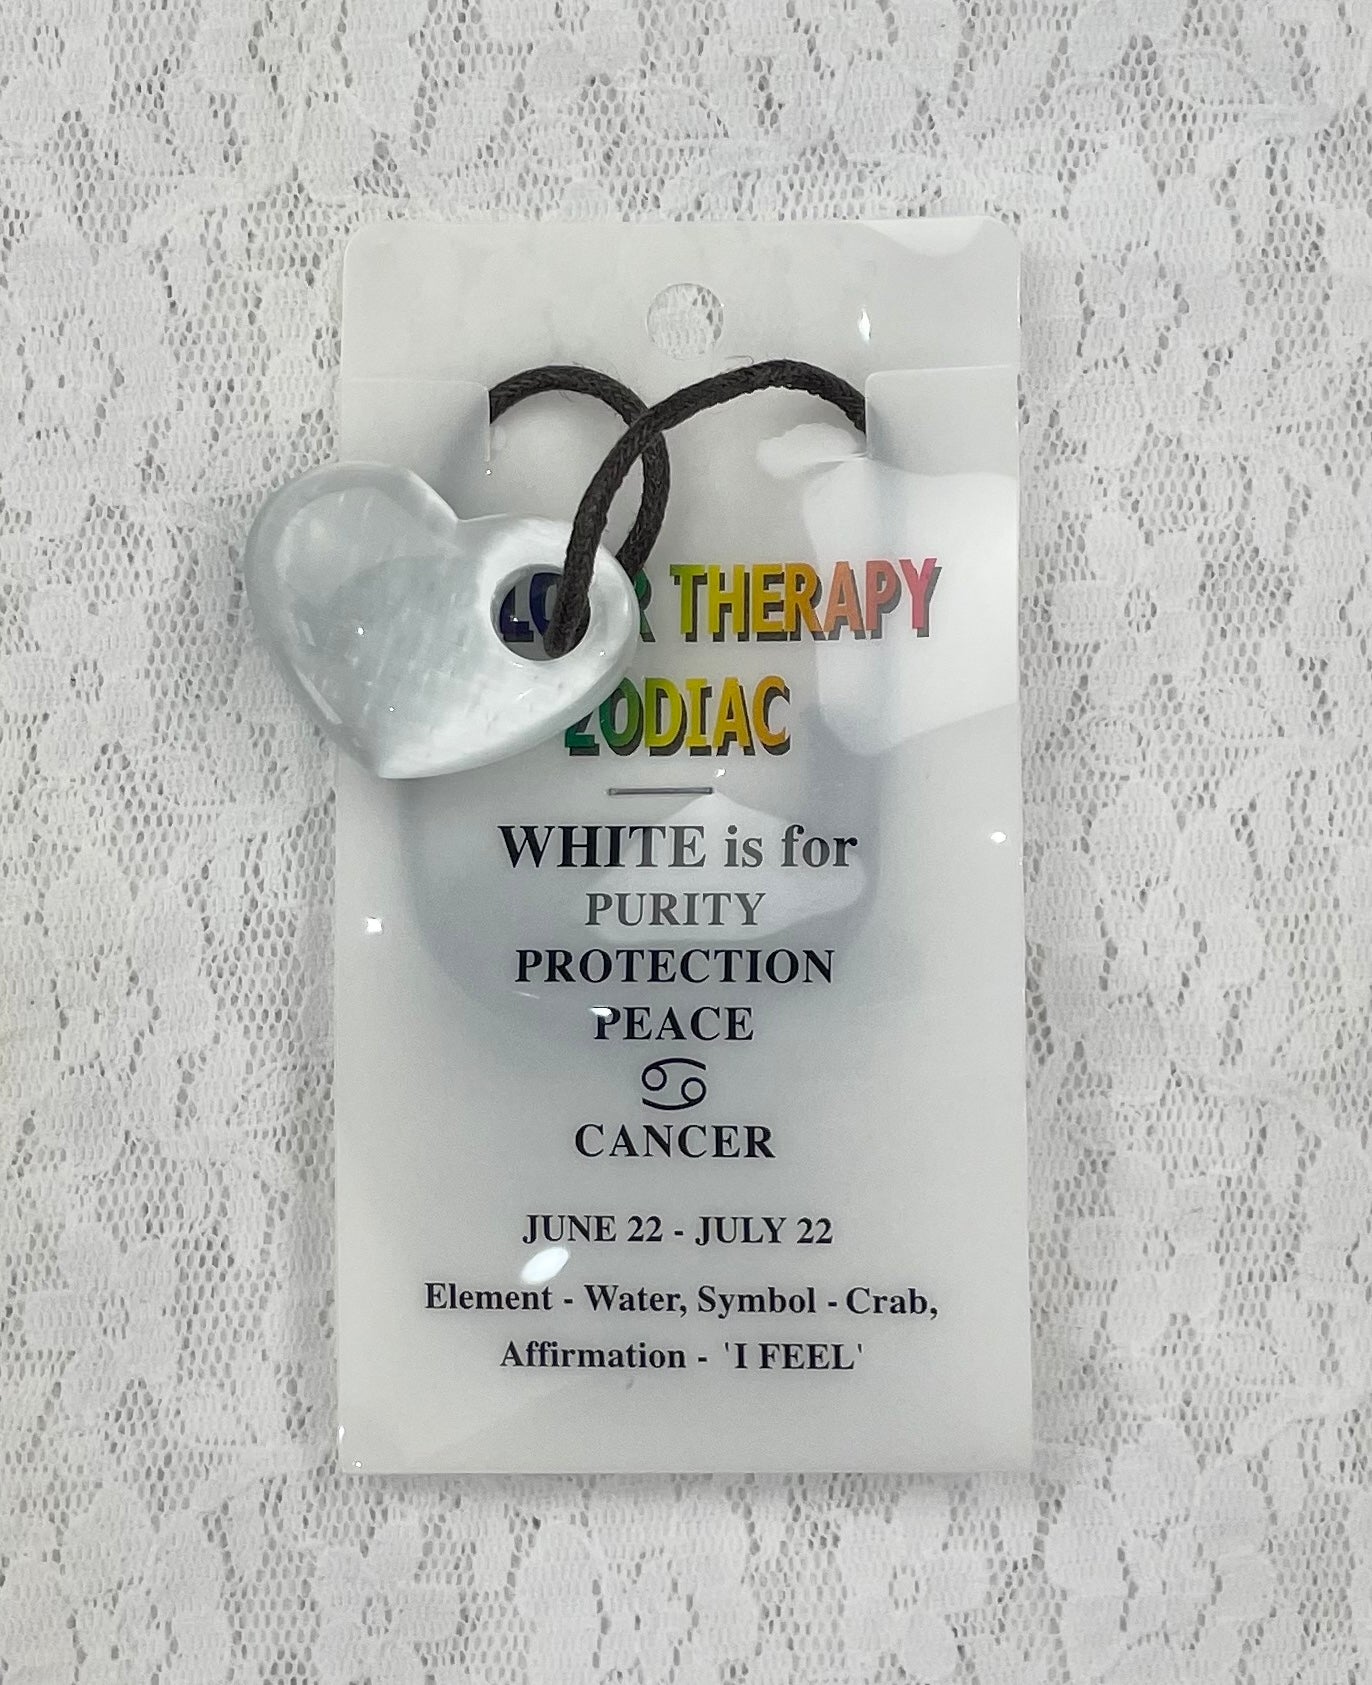 THERAPY
ZODIAC
WHITE is for
PURITY
PROTECTION
PEACE
♋
CANCER
JUNE 22 - JULY 22
Element - Water, Symbol - Crab,
Affirmation - 'I FEEL'